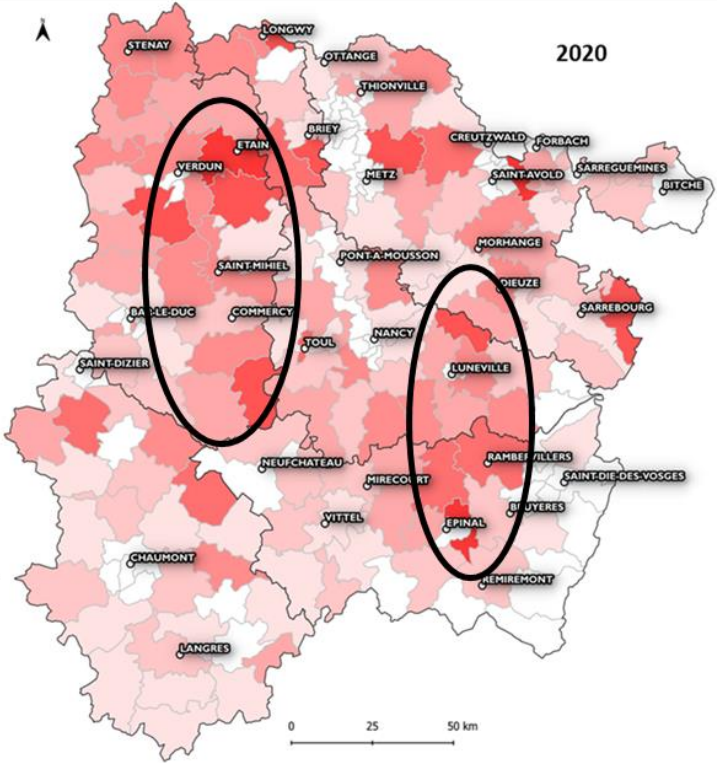 LONGWY
STENAY
OTTANGE
2020
THIONVILLE
BRIEY
CREUTZWALD
FORBACH
ETAIN
VERDUN
METZ
SAINT-AVOLD
SARREGUEMINES
BITCHE
MORHANGE
PONT-A-MOUSSON
SAINT-MIHIEL
DIEUZE
BAR-LE-DUC
COMMERCY
SARREBOURG
NANCY
TOUL
SAINT-DIZIER
LUNEVILLE
RAMBERVILLERS
NEUFCHATEAU
MIRECOURT
SAINT-DIE-DES-VOSGES
BRUYERES
VITTEL
EPINAL
CHAUMONT
REMIREMONT
LANGRES
0 25 50 km